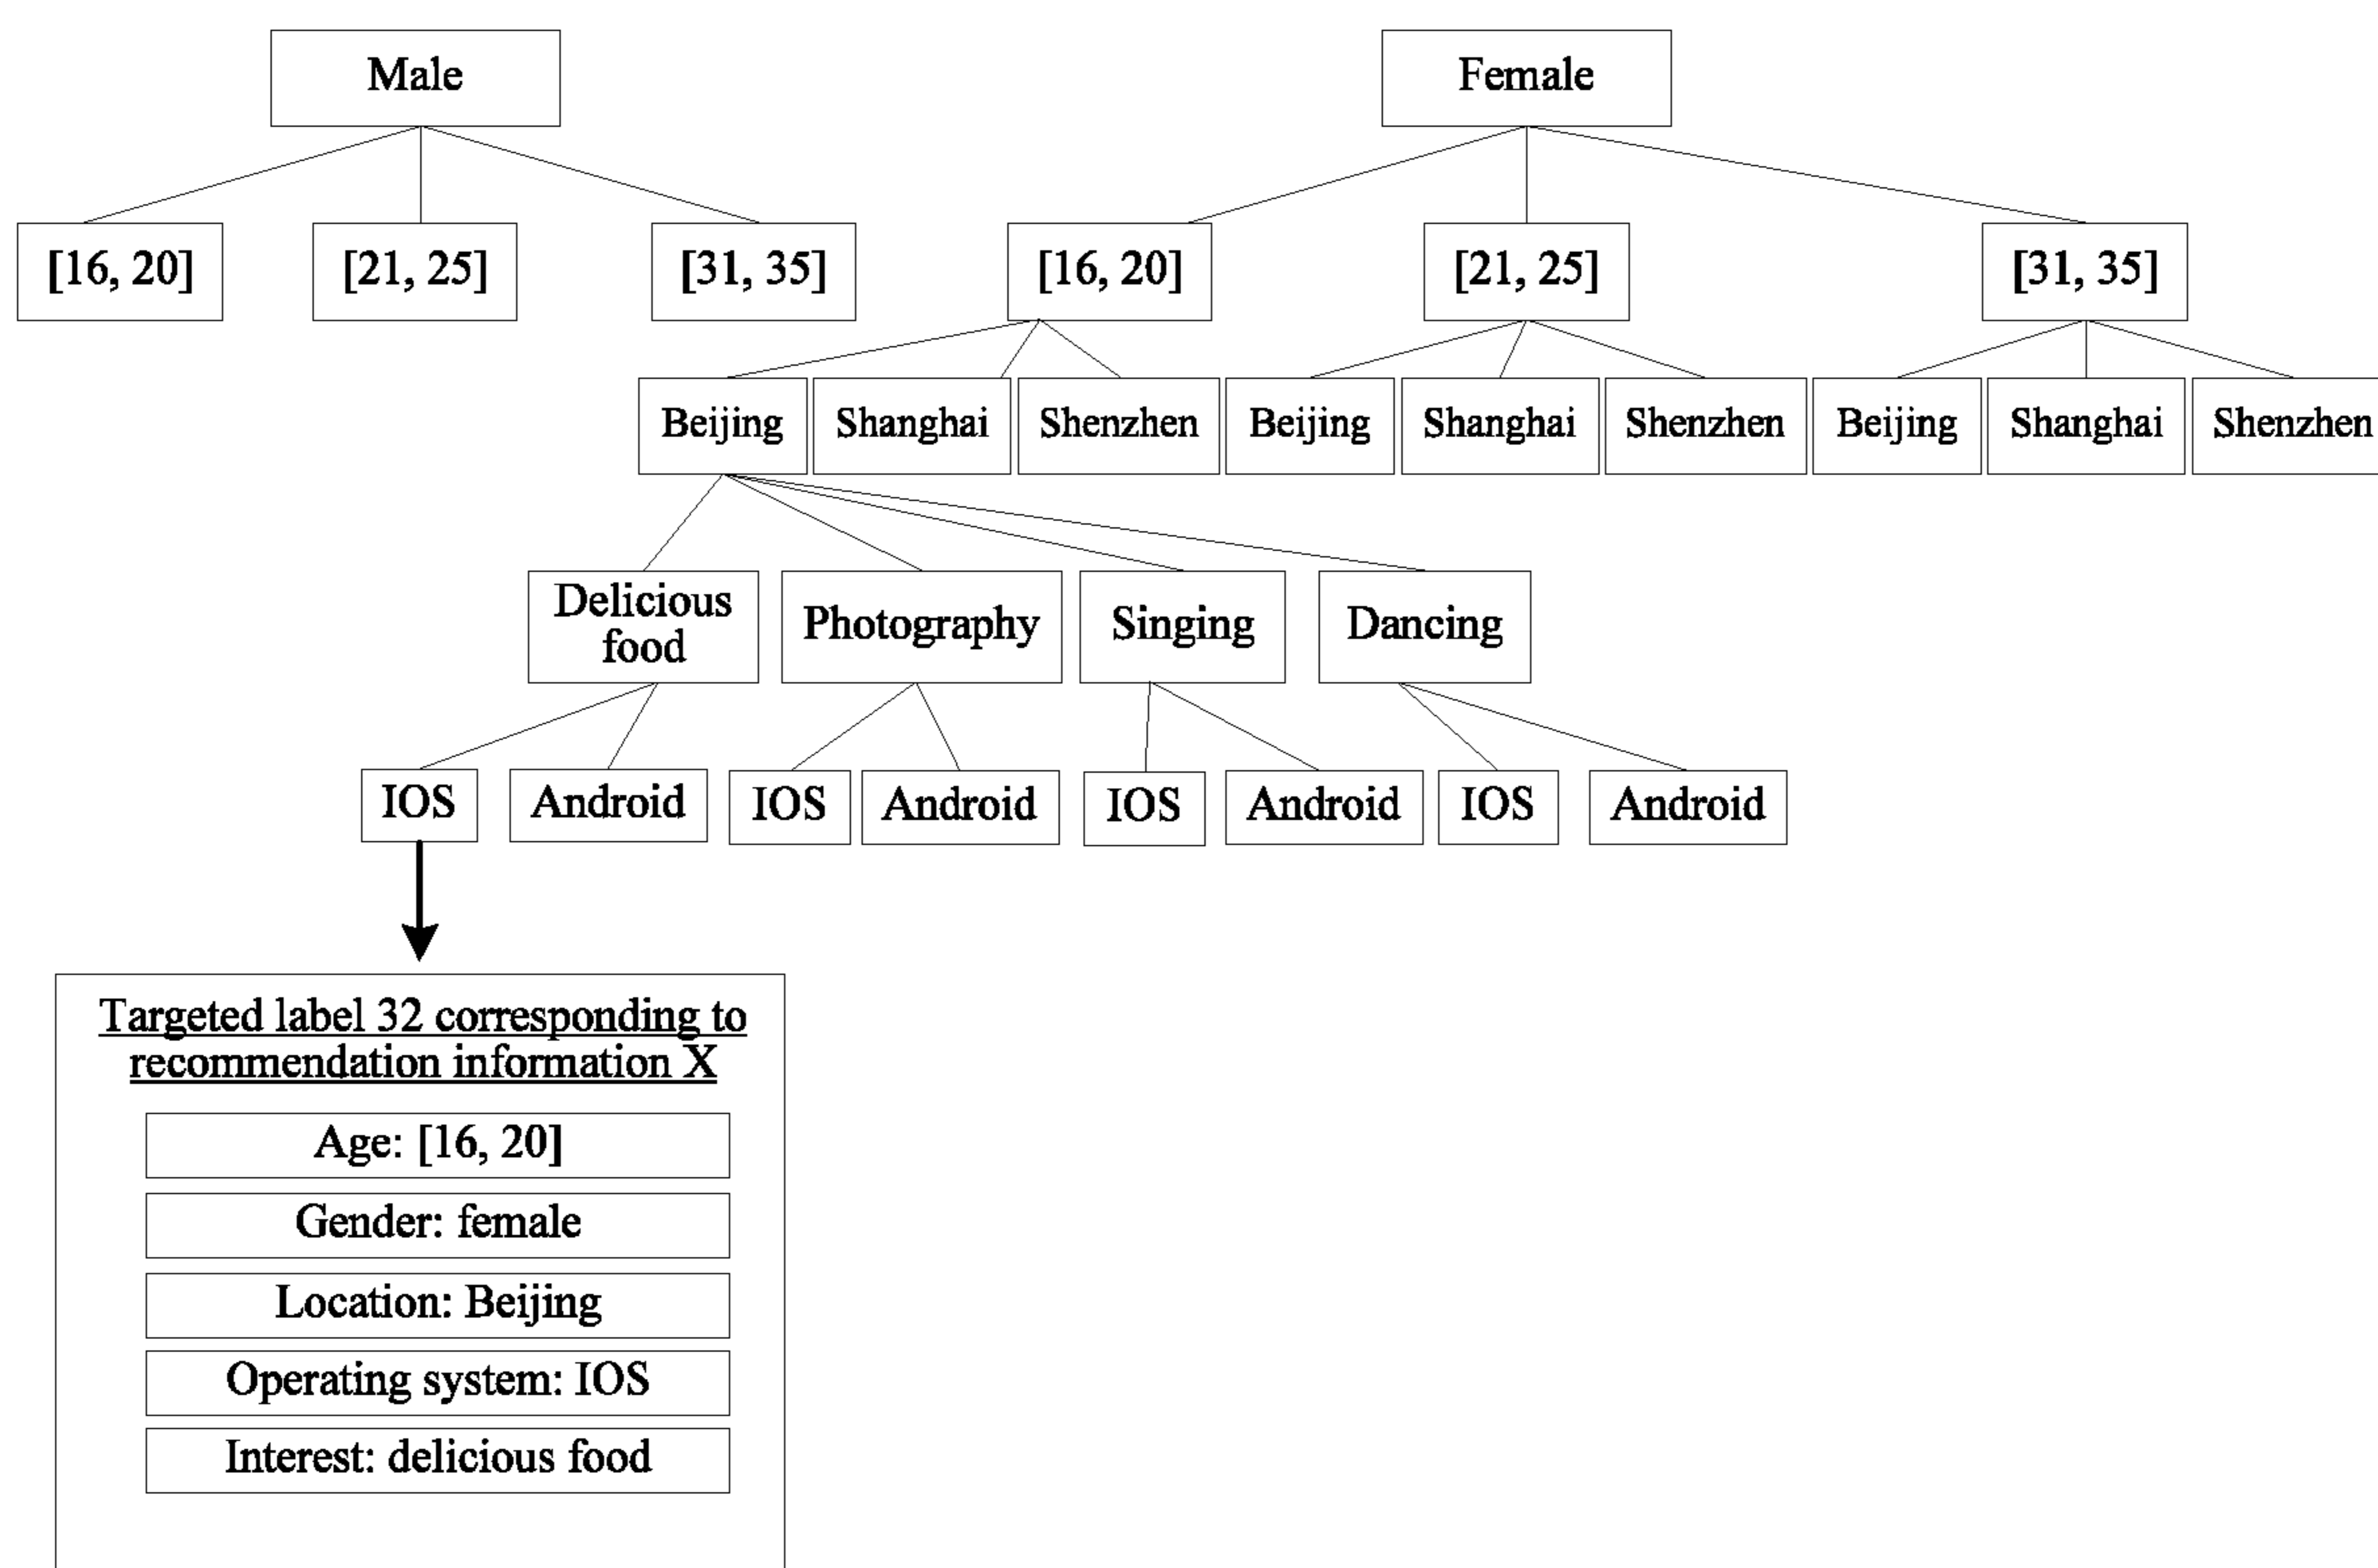 Male
Female
[16, 20]
[21, 25]
[31, 35]
[16, 20]
[21, 25]
[31, 35]
Beijing
Shanghai
Shenzhen
Beijing
Shanghai
Shenzhen
Beijing
Shanghai
Shenzhen
Delicious
food
Photography
Singing
Dancing
IOS
Android
IOS
Android
IOS
Android
IOS
Android
Targeted label 32 corresponding to
recommendation information X
Age: [16, 20]
Gender: female
Location: Beijing
Operating system: IOS
Interest: delicious food